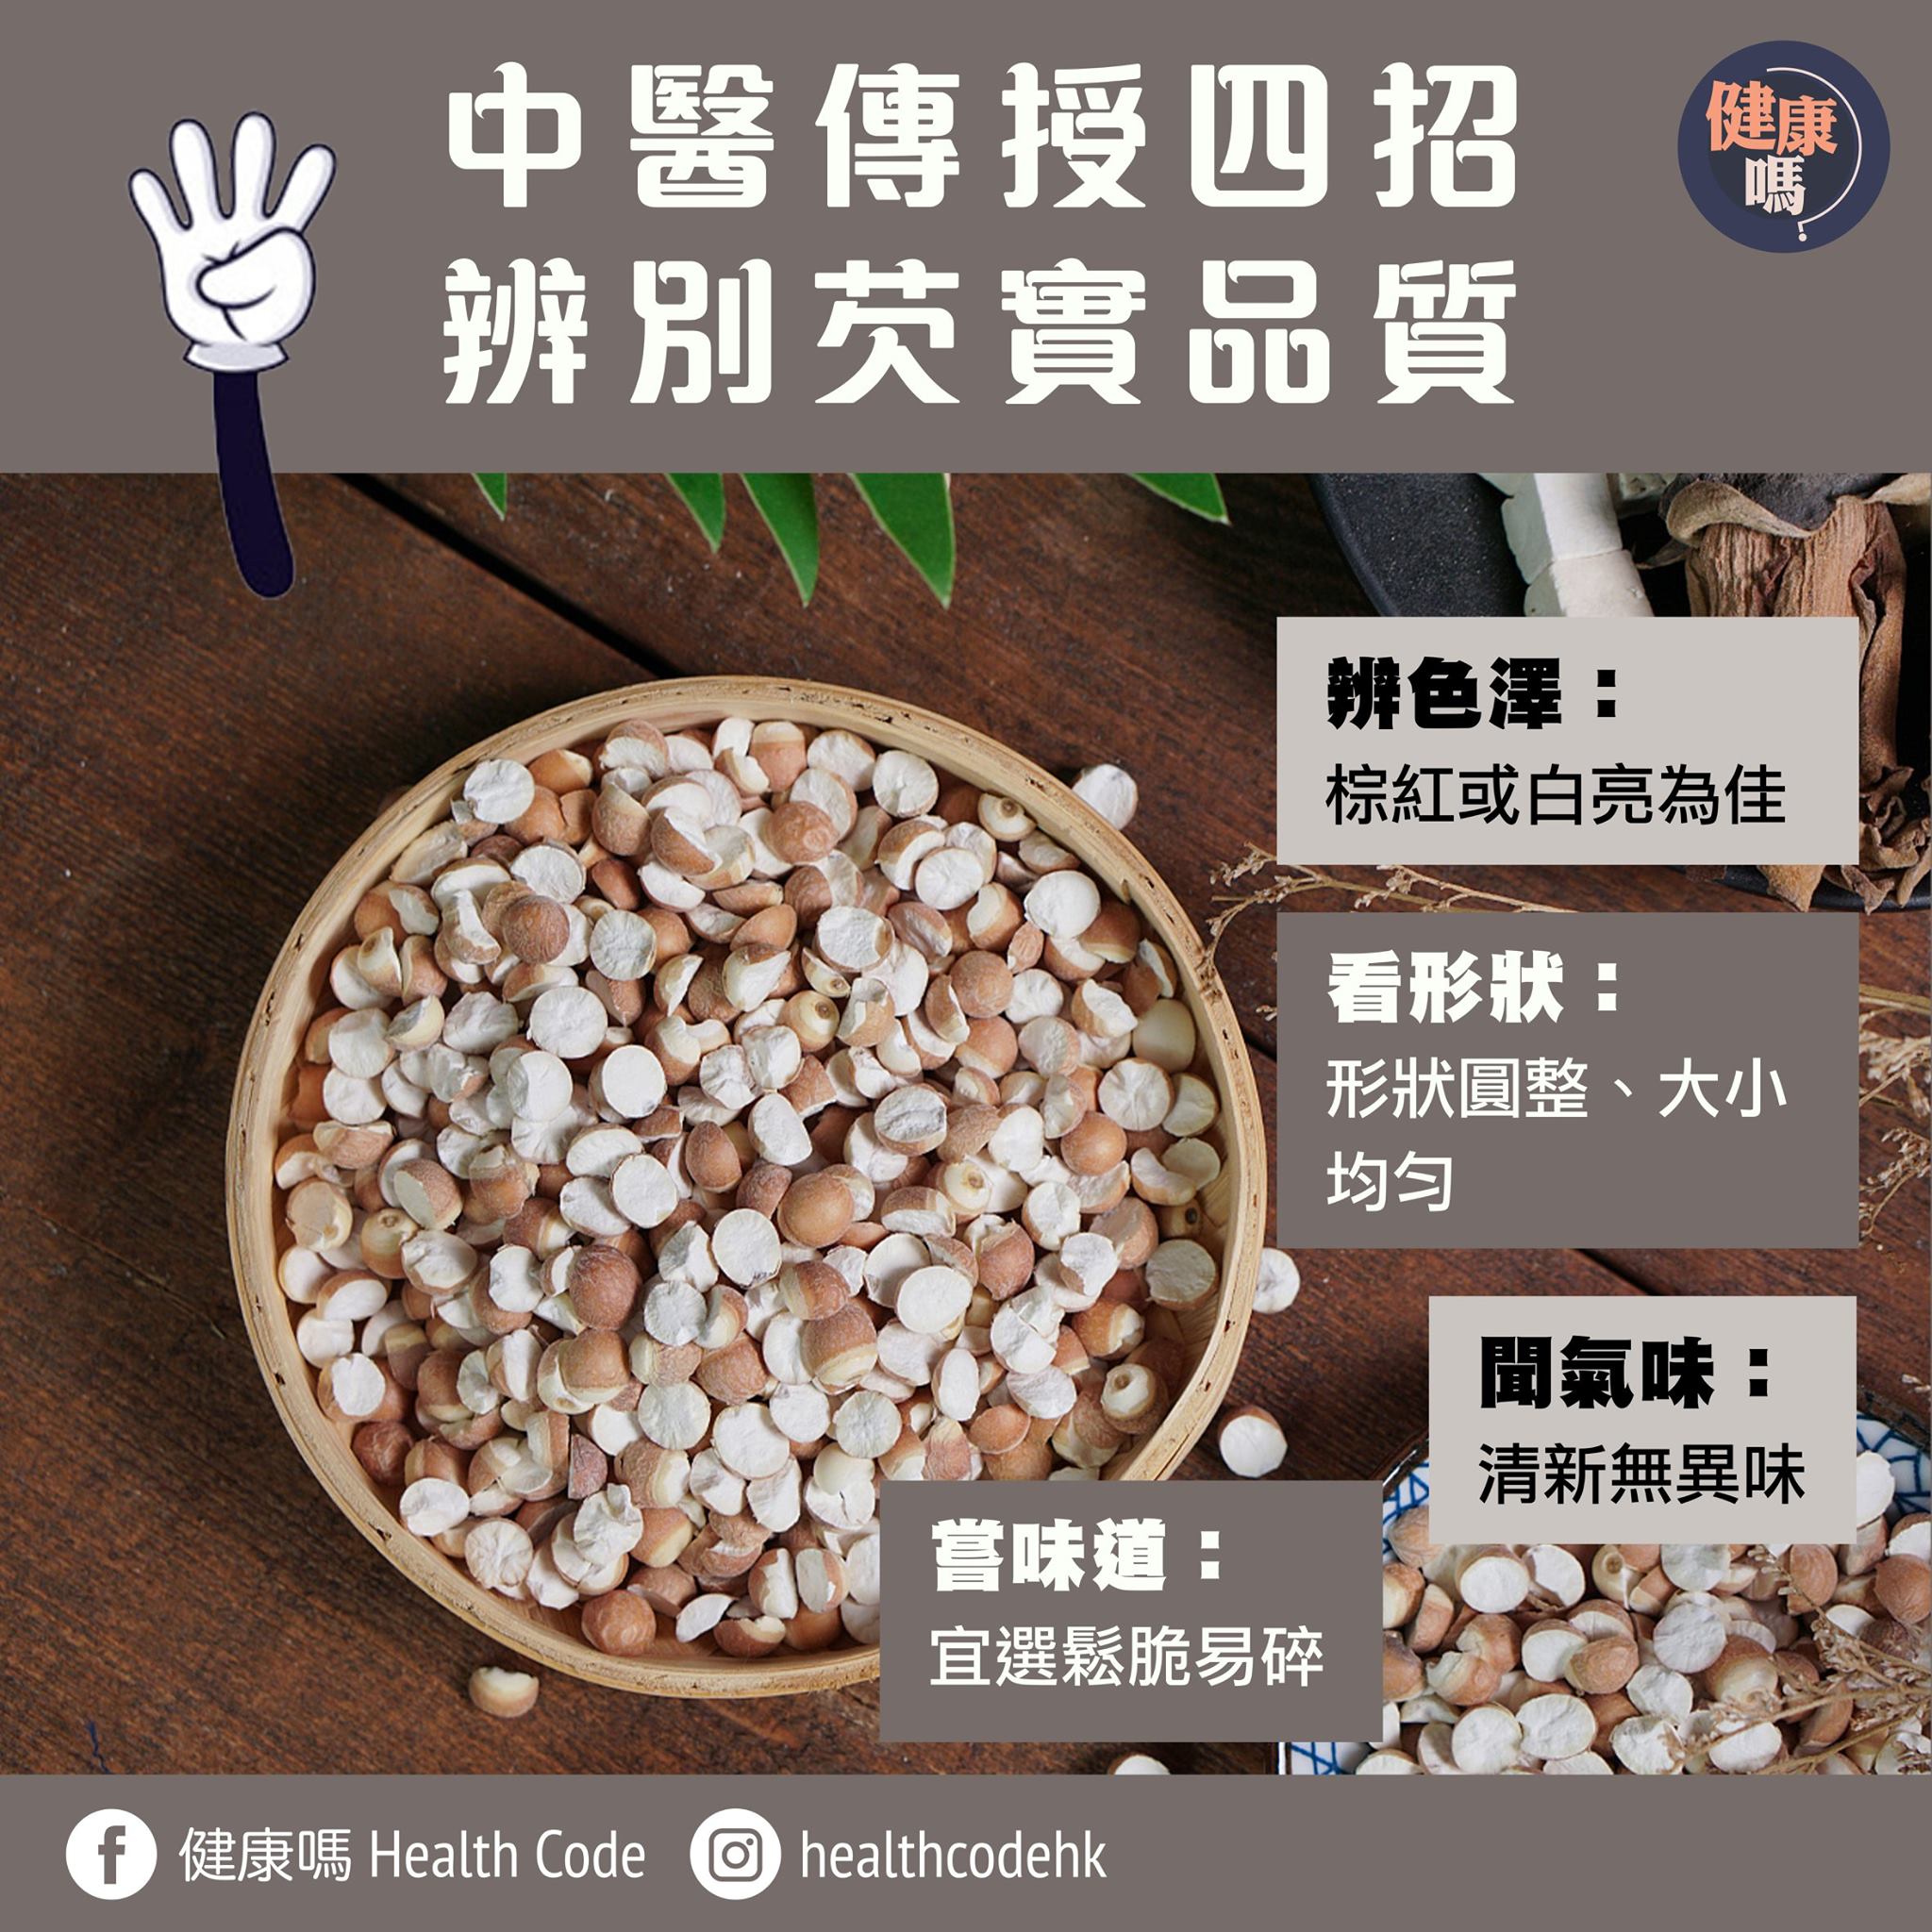 中醫傳授四招
辨別芡實品質
健康
嗎?
辨色澤：
棕紅或白亮為佳
看形狀：
形狀圓整、大小
均勻
聞氣味：
清新無異味
嘗味道：
宜選鬆脆易碎
健康嗎 Health Code
healthcodehk